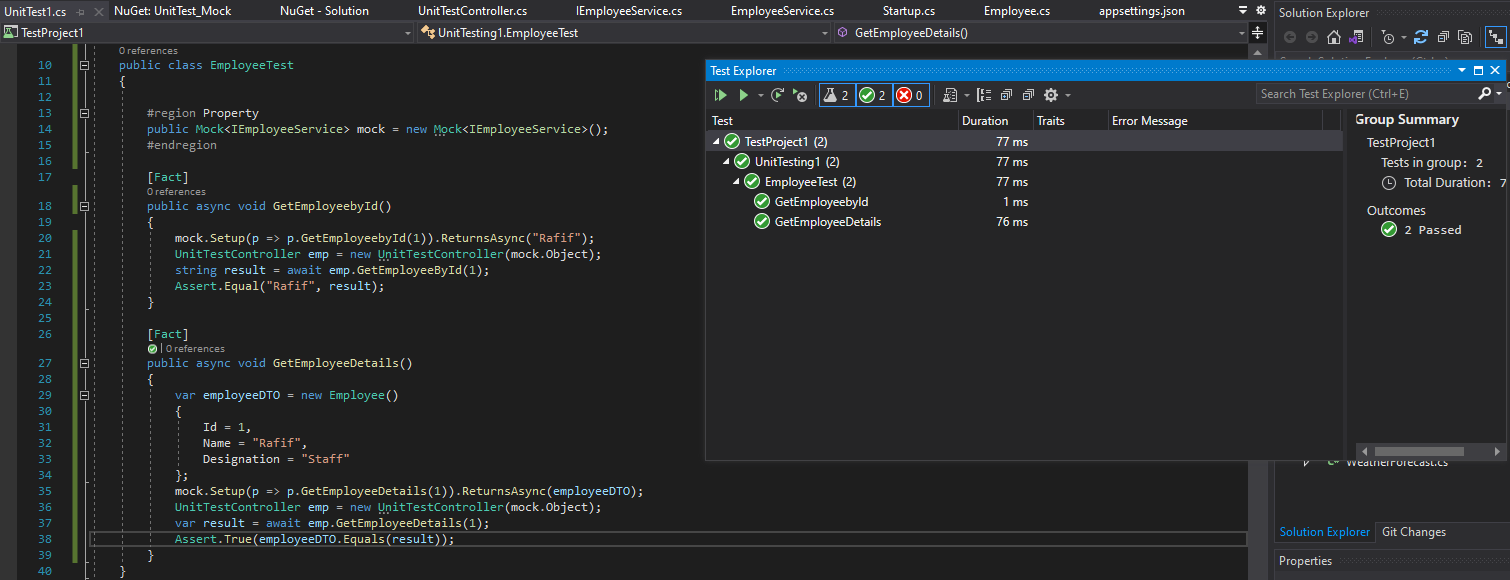 UnitTest1.cs
NuGet: UnitTest_Mock
NuGet - Solution
UnitTestController.cs
IEmployeeService.cs
EmployeeService.cs
Startup.cs
Employee.cs
appsettings.json
TestProject1
UnitTesting1.EmployeeTest
GetEmployeeDetails()
0 references
10 public class EmployeeTest
11 {
12
13 #region Property
14 public Mock<IEmployeeService> mock = new Mock<IEmployeeService>();
15 #endregion
16
17 [Fact]
0 references
18 public async void GetEmployeebyId()
19 {
20 mock.Setup(p => p.GetEmployeebyId(1)).ReturnsAsync("Rafif");
21 UnitTestController emp = new UnitTestController(mock.Object);
22 string result = await emp.GetEmployeeById(1);
23 Assert.Equal("Rafif", result);
24 }
25
26 [Fact]
0 references
27 public async void GetEmployeeDetails()
28 {
29 var employeeDTO = new Employee()
30 {
31 Id = 1,
32 Name = "Rafif",
33 Designation = "Staff"
34 };
35 mock.Setup(p => p.GetEmployeeDetails(1)).ReturnsAsync(employeeDTO);
36 UnitTestController emp = new UnitTestController(mock.Object);
37 var result = await emp.GetEmployeeDetails(1);
38 Assert.True(employeeDTO.Equals(result));
39 }
40 }
Test Explorer
2 2 0
Search Test Explorer (Ctrl+E)
Test Duration Traits Error Message
TestProject1 (2) 77 ms
UnitTesting1 (2) 77 ms
EmployeeTest (2) 77 ms
GetEmployeebyId 1 ms
GetEmployeeDetails 76 ms
Group Summary
TestProject1
Tests in group: 2
Total Duration: 7
Outcomes
2 Passed
Solution Explorer
WeatherForecast.cs
Solution Explorer Git Changes
Properties